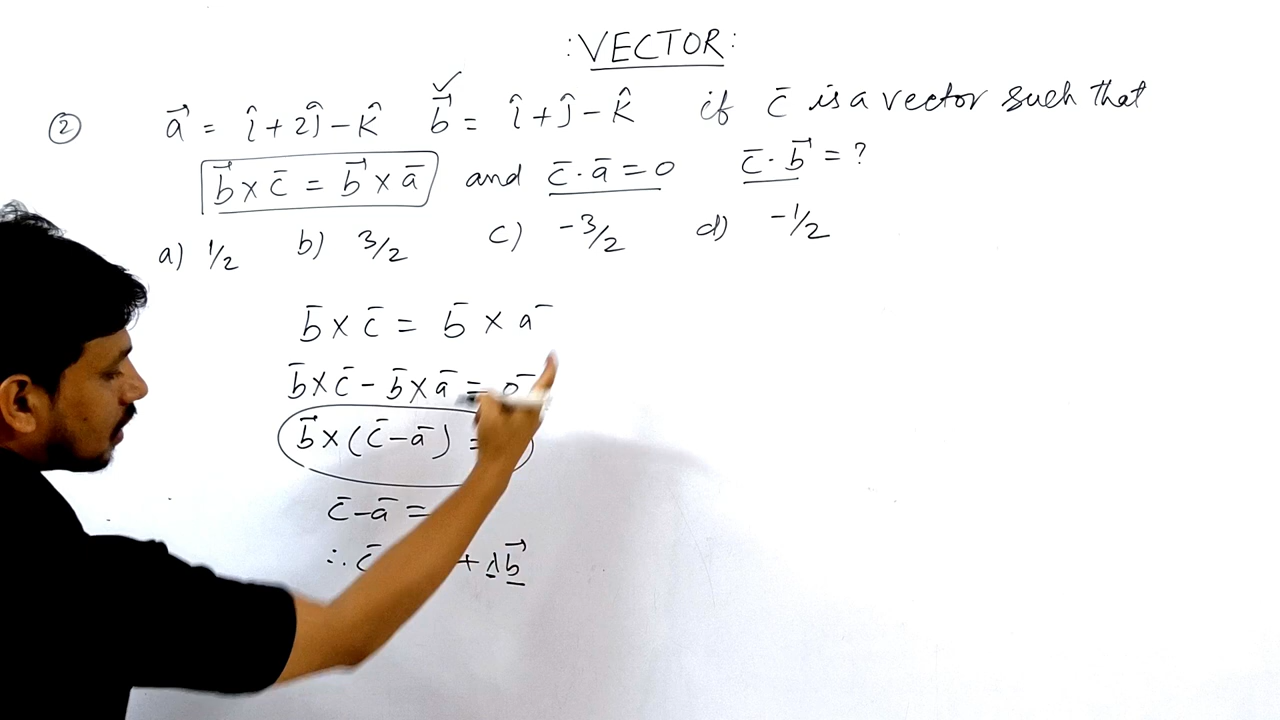 : VECTOR :
② a⃗ = î + 2ĵ - k̂ b⃗ = î + ĵ - k̂ if c̄ is a vector such that
b⃗ × c̄ = b⃗ × ā and c̄ · ā = 0 c̄ · b⃗ = ?
a) 1/2 b) 3/2 c) -3/2 d) -1/2
b̄ × c̄ = b̄ × ā
b̄ × c̄ - b̄ × ā = 0̄
b⃗ × (c̄ - ā) =
c̄ - ā =
∴ c̄ + λb⃗